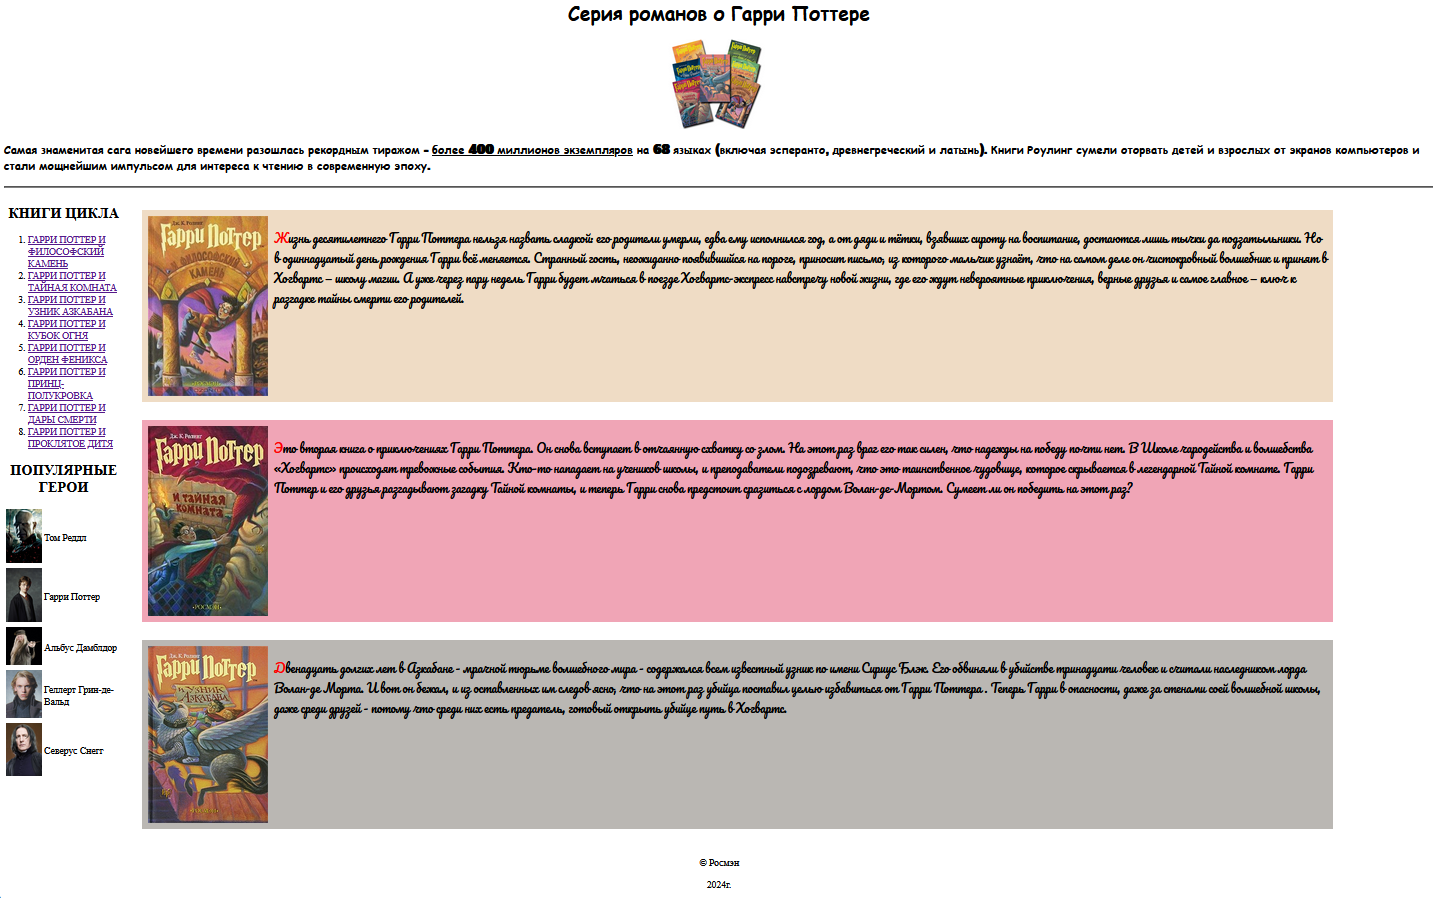 Серия романов о Гарри Поттере
Самая знаменитая сага новейшего времени разошлась рекордным тиражом - более 400 миллионов экземпляров на 68 языках (включая эсперанто, древнегреческий и латынь). Книги Роулинг сумели оторвать детей и взрослых от экранов компьютеров и
стали мощнейшим импульсом для интереса к чтению в современную эпоху.
КНИГИ ЦИКЛА
1. ГАРРИ ПОТТЕР И
ФИЛОСОФСКИЙ
КАМЕНЬ
2. ГАРРИ ПОТТЕР И
ТАЙНАЯ КОМНАТА
3. ГАРРИ ПОТТЕР И
УЗНИК АЗКАБАНА
4. ГАРРИ ПОТТЕР И
КУБОК ОГНЯ
5. ГАРРИ ПОТТЕР И
ОРДЕН ФЕНИКСА
6. ГАРРИ ПОТТЕР И
ПРИНЦ-
ПОЛУКРОВКА
7. ГАРРИ ПОТТЕР И
ДАРЫ СМЕРТИ
8. ГАРРИ ПОТТЕР И
ПРОКЛЯТОЕ ДИТЯ
ПОПУЛЯРНЫЕ
ГЕРОИ
Том Реддл
Гарри Поттер
Альбус Дамблдор
Геллерт Грин-де-
Вальд
Северус Снегг
Дж. К. Ролинг
Гарри Поттер
И ФИЛОСОФСКИЙ
КАМЕНЬ
•РОСМЭН•
Жизнь десятилетнего Гарри Поттера нельзя назвать сладкой: его родители умерли, едва ему исполнился год, а от дяди и тётки, взявших сироту на воспитание, достаются лишь тычки да подзатыльники. Но
в одиннадцатый день рождения Гарри всё меняется. Странный гость, неожиданно появившийся на пороге, приносит письмо, из которого мальчик узнаёт, что на самом деле он чистокровный волшебник и принят в
Хогвартс – школу магии. А уже через пару недель Гарри будет мчаться в поезде Хогвартс-экспресс навстречу новой жизни, где его ждут невероятные приключения, верные друзья и самое главное – ключ к
разгадке тайны смерти его родителей.
Дж. К. Ролинг
Гарри Поттер
И ТАЙНАЯ
КОМНАТА
•РОСМЭН•
Это вторая книга о приключениях Гарри Поттера. Он снова вступает в отчаянную схватку со злом. На этот раз враг его так силен, что надежды на победу почти нет. В Школе чародейства и волшебства
«Хогвартс» происходят тревожные события. Кто-то нападает на учеников школы, и преподаватели подозревают, что это таинственное чудовище, которое скрывается в легендарной Тайной комнате. Гарри
Поттер и его друзья разгадывают загадку Тайной комнаты, и теперь Гарри снова предстоит сразиться с лордом Волан-де-Мортом. Сумеет ли он победить на этот раз?
Дж. К. Ролинг
Гарри Поттер
И УЗНИК
АЗКАБАНА
Двенадцать долгих лет в Азкабане - мрачной тюрьме волшебного мира - содержался всем известный узник по имени Сириус Блэк. Его обвиняли в убийстве тринадцати человек и считали наследником лорда
Волан-де Морта. И вот он бежал, и из оставленных им следов ясно, что на этот раз убийца поставил целью избавиться от Гарри Поттера . Теперь Гарри в опасности, даже за стенами соей волшебной школы,
даже среди друзей - потому что среди них есть предатель, готовый открыть убийце путь в Хогвартс.
© Росмэн
2024г.